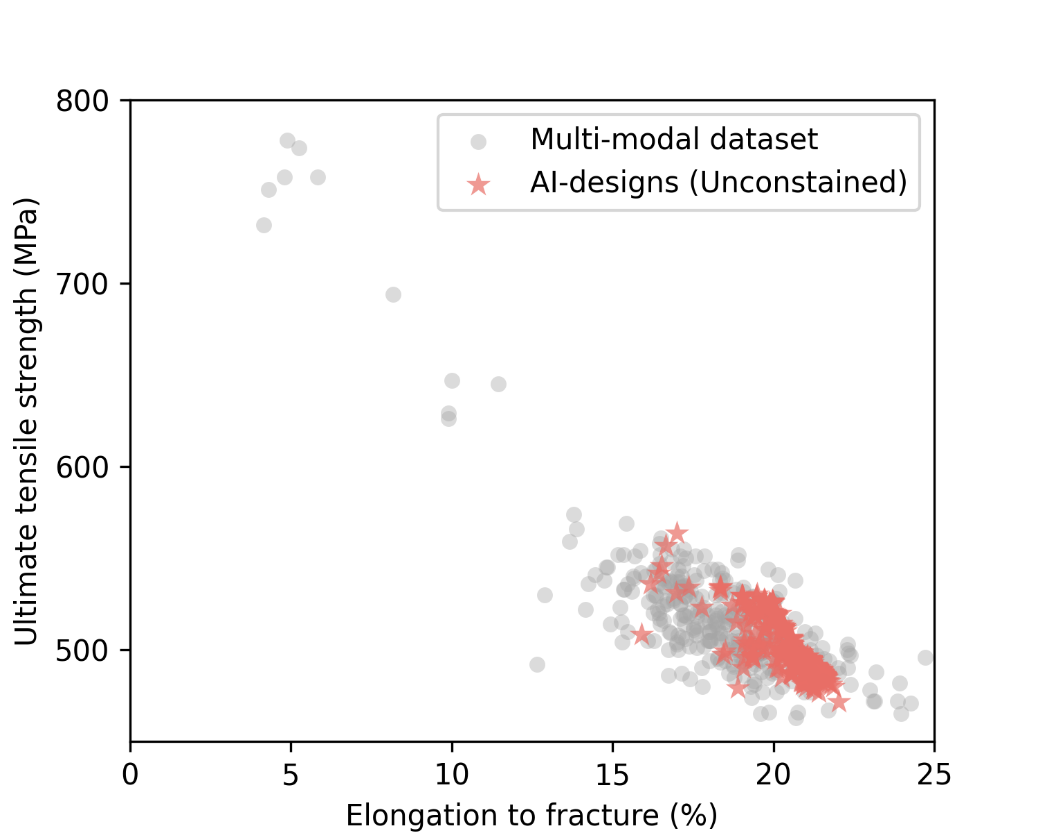 800
700
600
500
Ultimate tensile strength (MPa)
Multi-modal dataset
AI-designs (Unconstained)
0 5 10 15 20 25
Elongation to fracture (%)